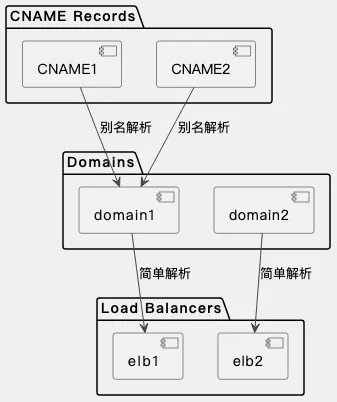 CNAME Records
CNAME1
CNAME2
别名解析
别名解析
Domains
domain1
domain2
简单解析
简单解析
Load Balancers
elb1
elb2